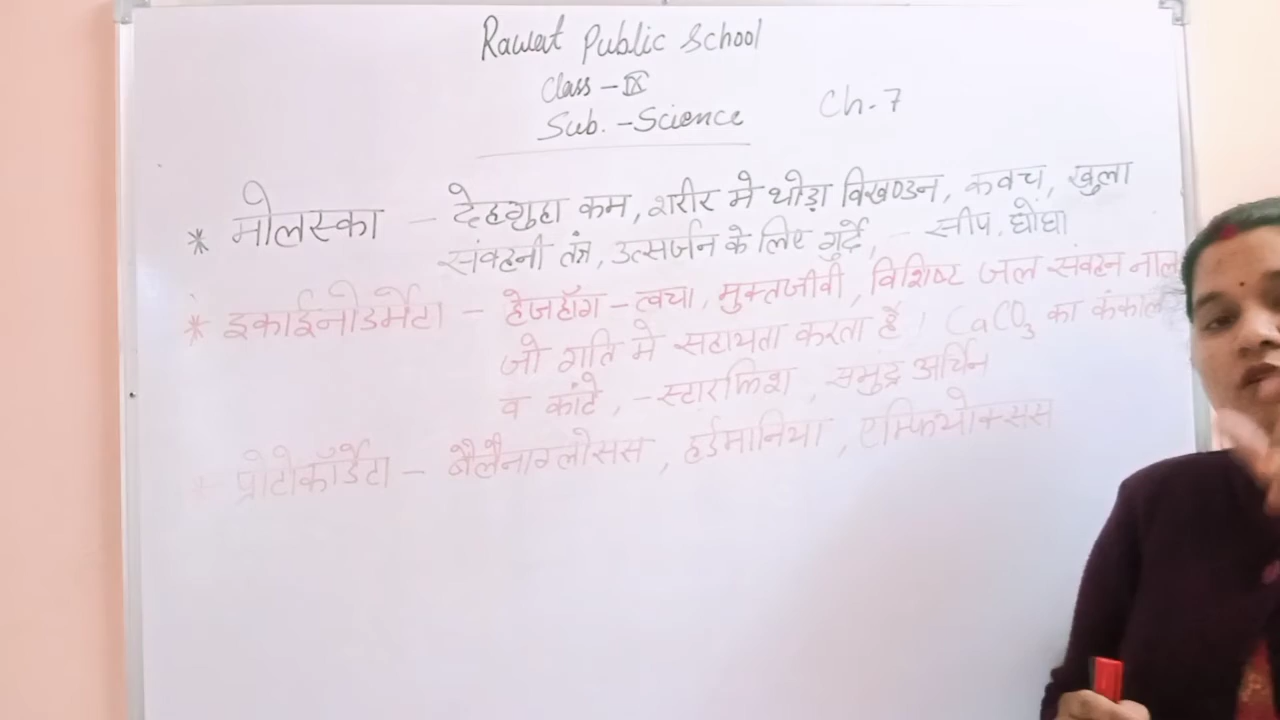 Rawat Public School
Class - IX
Sub. - Science Ch. 7
* मोलस्का - देहगुहा कम, शरीर मे थोड़ा विखण्डन, कवच, खुला
संवहनी तंत्र, उत्सर्जन के लिए गुर्दे, - सीप, घोंघा
* इकाईनोडर्मेटा - हेजहॉग - त्वचा, मुक्तजीवी, विशिष्ट जल संवहन नाल
जो गति मे सहायता करता है। CaCO3 का कंकाल
व कांटे, - स्टारफिश, समुद्र अर्चिन
* प्रोटोकॉर्डेटा - बैलैनाग्लोसस, हर्डमानिया, एम्फियोक्सस